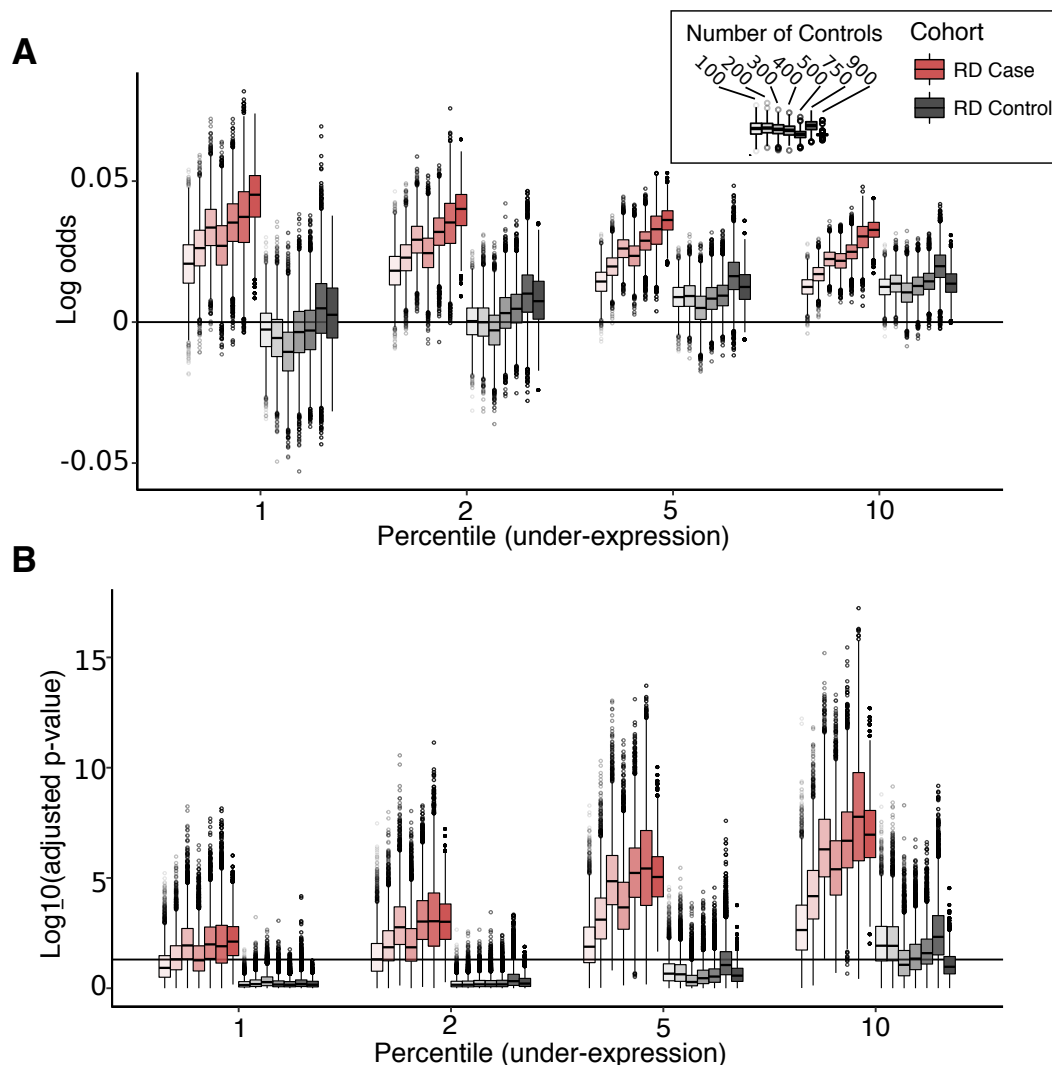 A
Number of Controls
100 200 300 400 500 750 900
Cohort
RD Case
RD Control
Log odds
0.05
0
-0.05
1 2 5 10
Percentile (under-expression)
B
Log10(adjusted p-value)
15
10
5
0
1 2 5 10
Percentile (under-expression)